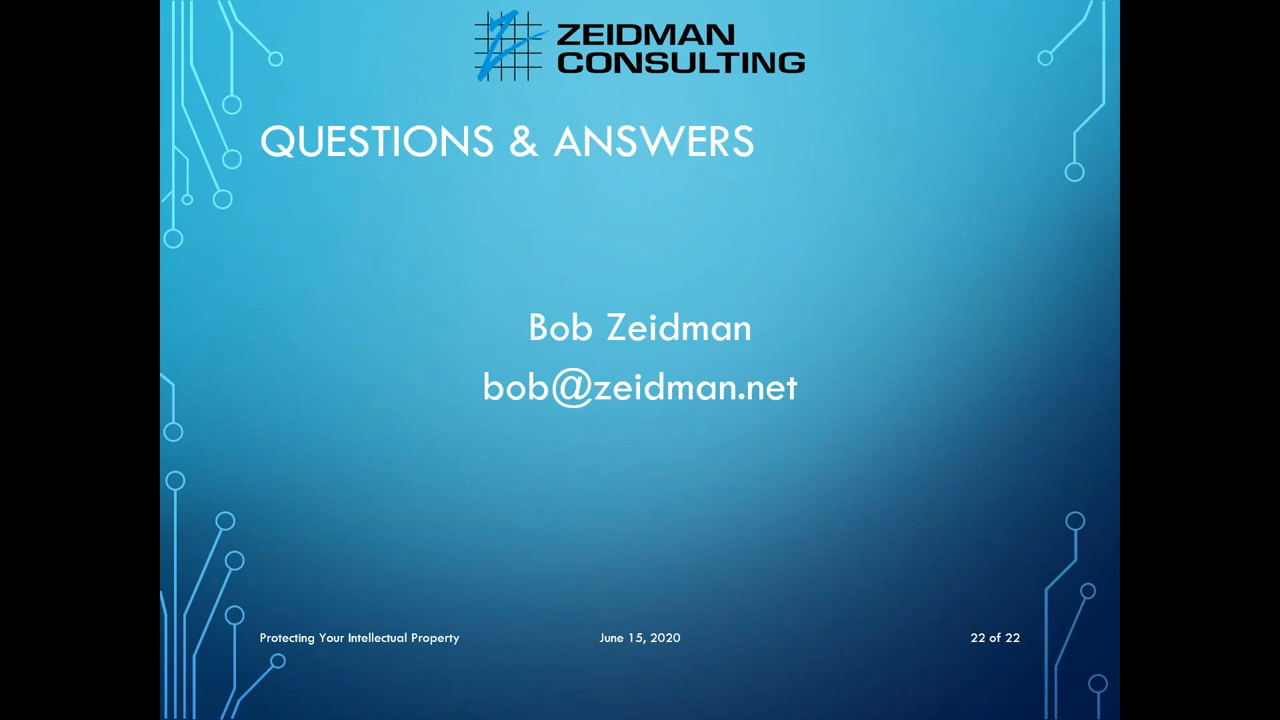 ZEIDMAN
CONSULTING
QUESTIONS & ANSWERS
Bob Zeidman
bob@zeidman.net
Protecting Your Intellectual Property
June 15, 2020
22 of 22